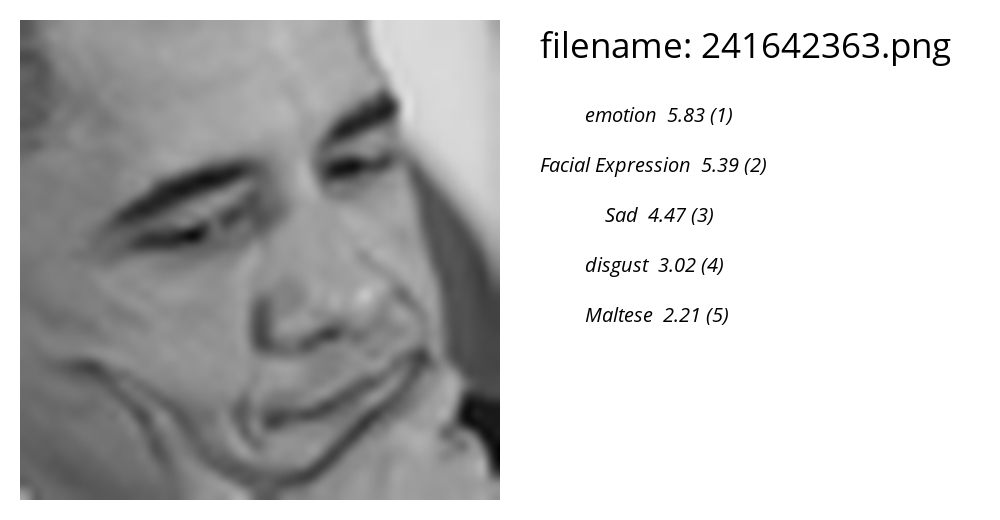 filename: 241642363.png
emotion 5.83 (1)
Facial Expression 5.39 (2)
Sad 4.47 (3)
disgust 3.02 (4)
Maltese 2.21 (5)